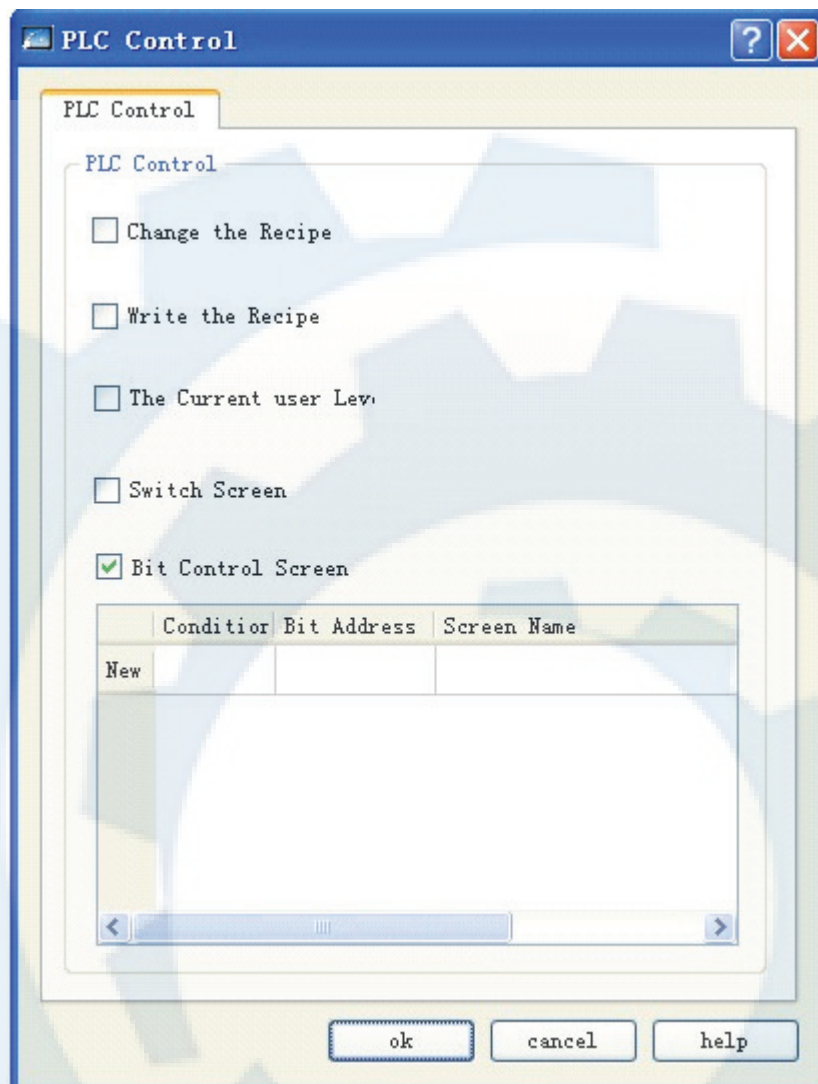 PLC Control
PLC Control
PLC Control
Change the Recipe
Write the Recipe
The Current user Lev
Switch Screen
Bit Control Screen
Condition Bit Address Screen Name
New
ok cancel help